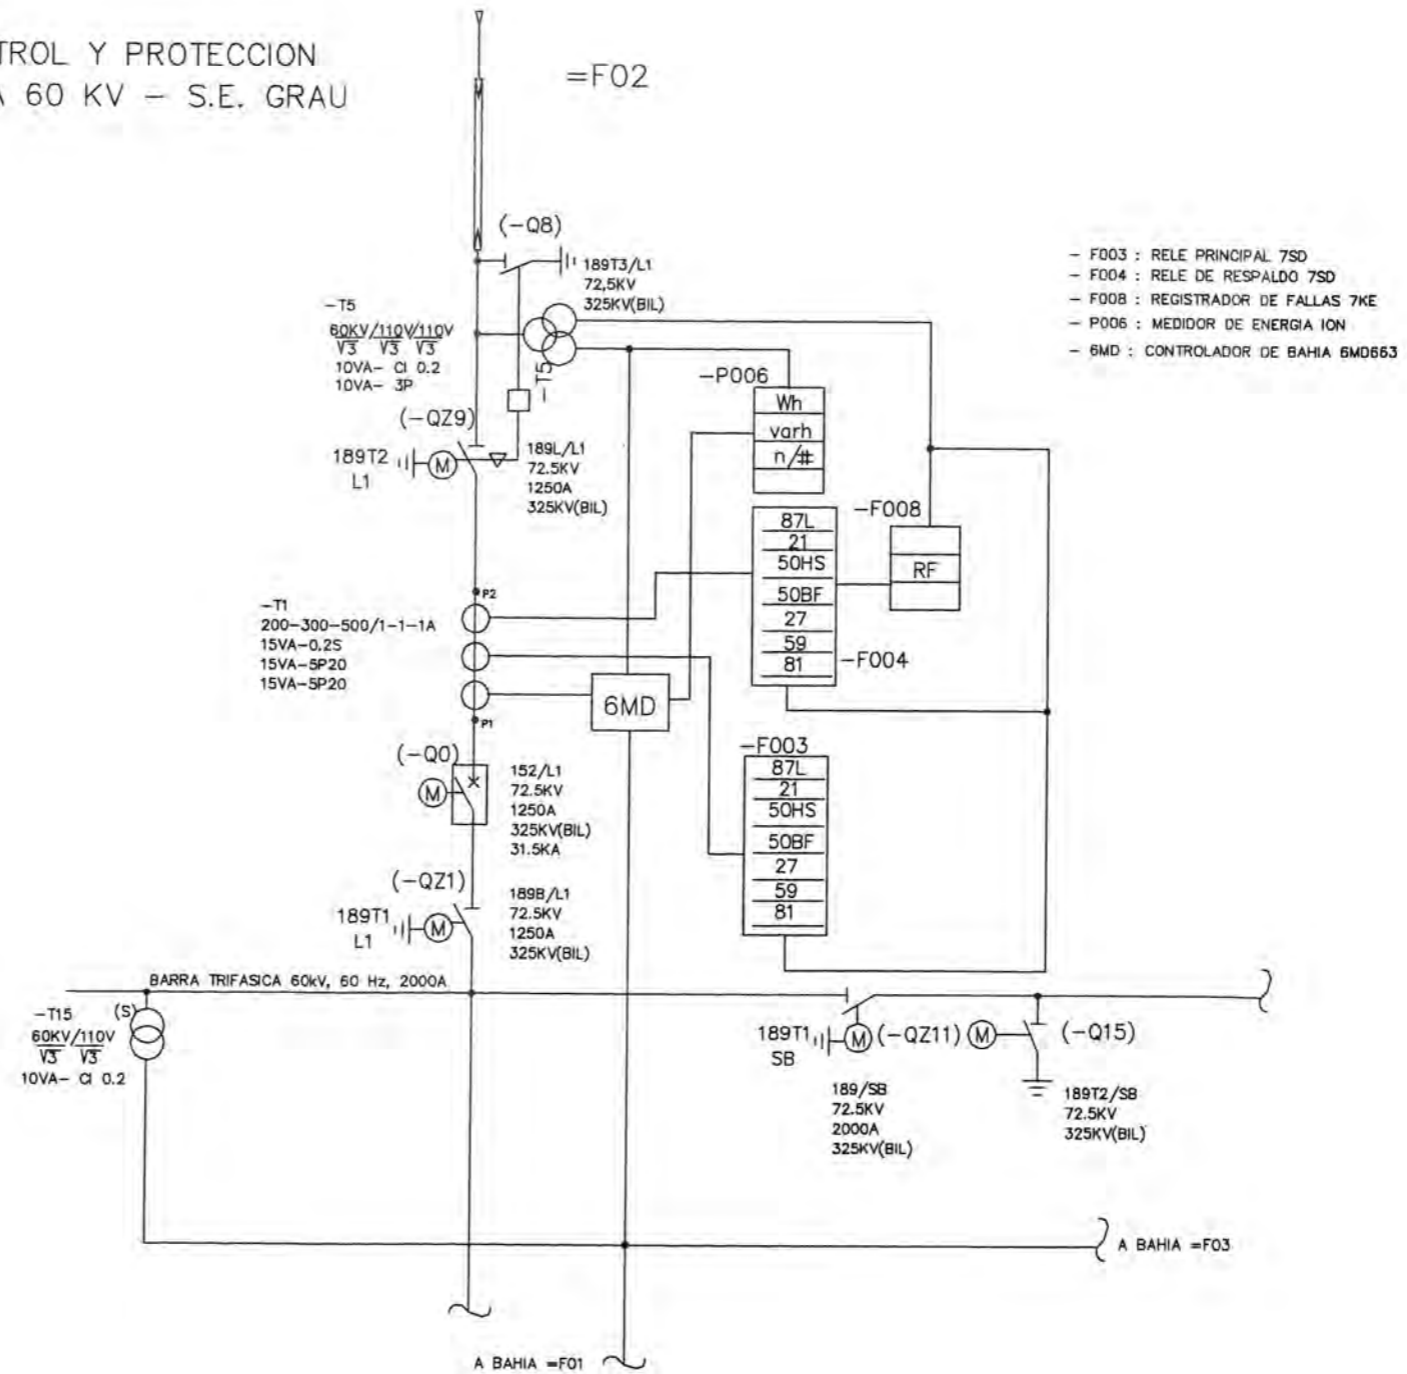 TROL Y PROTECCION
A 60 KV – S.E. GRAU
=F02
(–Q8)
189T3/L1
72,5KV
325KV(BIL)
– F003 : RELE PRINCIPAL 7SD
– F004 : RELE DE RESPALDO 7SD
– F008 : REGISTRADOR DE FALLAS 7KE
– P006 : MEDIDOR DE ENERGIA ION
– 6MD : CONTROLADOR DE BAHIA 6MD663
–T5
60KV/110V/110V
√3 √3 √3
10VA– Cl 0.2
10VA– 3P
–T5
–P006
Wh
varh
n/#
(–QZ9)
189T2
L1
M
189L/L1
72.5KV
1250A
325KV(BIL)
87L
21
50HS
50BF
27
59
81
–F004
–F008
RF
–T1
200–300–500/1–1–1A
15VA–0.2S
15VA–5P20
15VA–5P20
P2
P1
6MD
(–Q0)
M
152/L1
72.5KV
1250A
325KV(BIL)
31.5KA
–F003
87L
21
50HS
50BF
27
59
81
(–QZ1)
189T1
L1
M
189B/L1
72.5KV
1250A
325KV(BIL)
BARRA TRIFASICA 60kV, 60 Hz, 2000A
–T15
(S)
60KV/110V
√3 √3
10VA– Cl 0.2
189T1
SB
M
(–QZ11)
M
(–Q15)
189/SB
72.5KV
2000A
325KV(BIL)
189T2/SB
72.5KV
325KV(BIL)
A BAHIA =F03
A BAHIA =F01